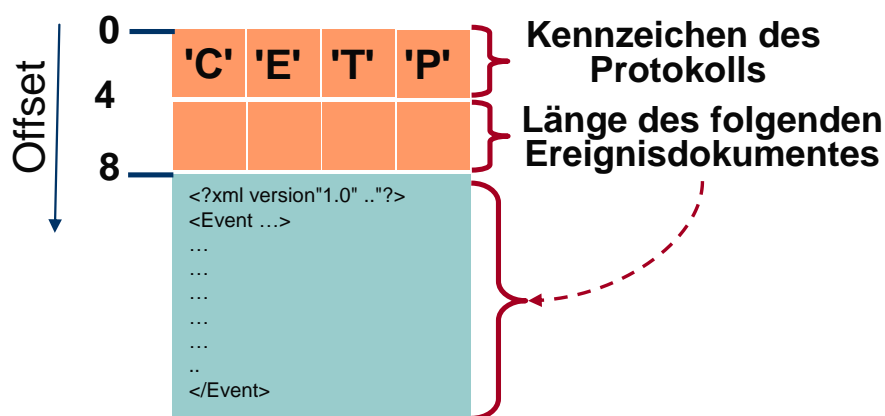 Offset
0
'C' 'E' 'T' 'P'
Kennzeichen des
Protokolls
4
Länge des folgenden
Ereignisdokumentes
8
<?xml version"1.0" .."?>
<Event …>
…
…
…
…
…
..
</Event>